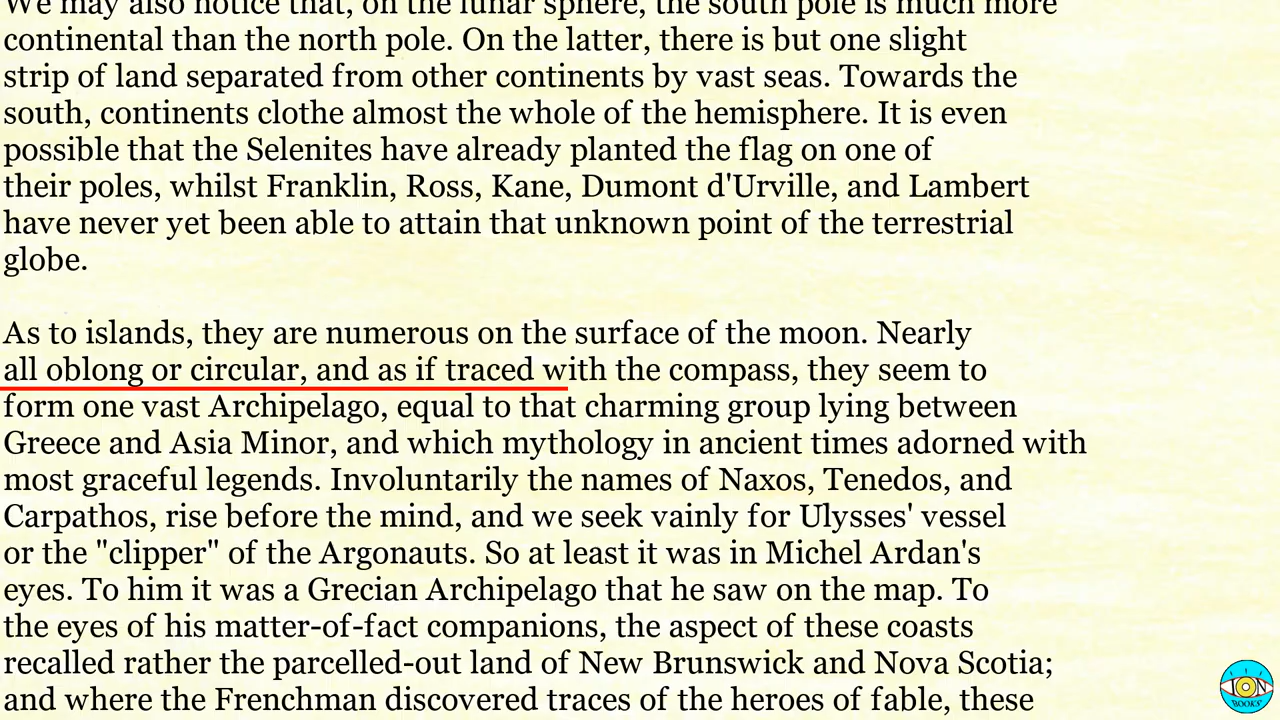 We may also notice that, on the lunar sphere, the south pole is much more
continental than the north pole. On the latter, there is but one slight
strip of land separated from other continents by vast seas. Towards the
south, continents clothe almost the whole of the hemisphere. It is even
possible that the Selenites have already planted the flag on one of
their poles, whilst Franklin, Ross, Kane, Dumont d'Urville, and Lambert
have never yet been able to attain that unknown point of the terrestrial
globe.
As to islands, they are numerous on the surface of the moon. Nearly
all oblong or circular, and as if traced with the compass, they seem to
form one vast Archipelago, equal to that charming group lying between
Greece and Asia Minor, and which mythology in ancient times adorned with
most graceful legends. Involuntarily the names of Naxos, Tenedos, and
Carpathos, rise before the mind, and we seek vainly for Ulysses' vessel
or the "clipper" of the Argonauts. So at least it was in Michel Ardan's
eyes. To him it was a Grecian Archipelago that he saw on the map. To
the eyes of his matter-of-fact companions, the aspect of these coasts
recalled rather the parcelled-out land of New Brunswick and Nova Scotia;
and where the Frenchman discovered traces of the heroes of fable, these
ION
BOOKS